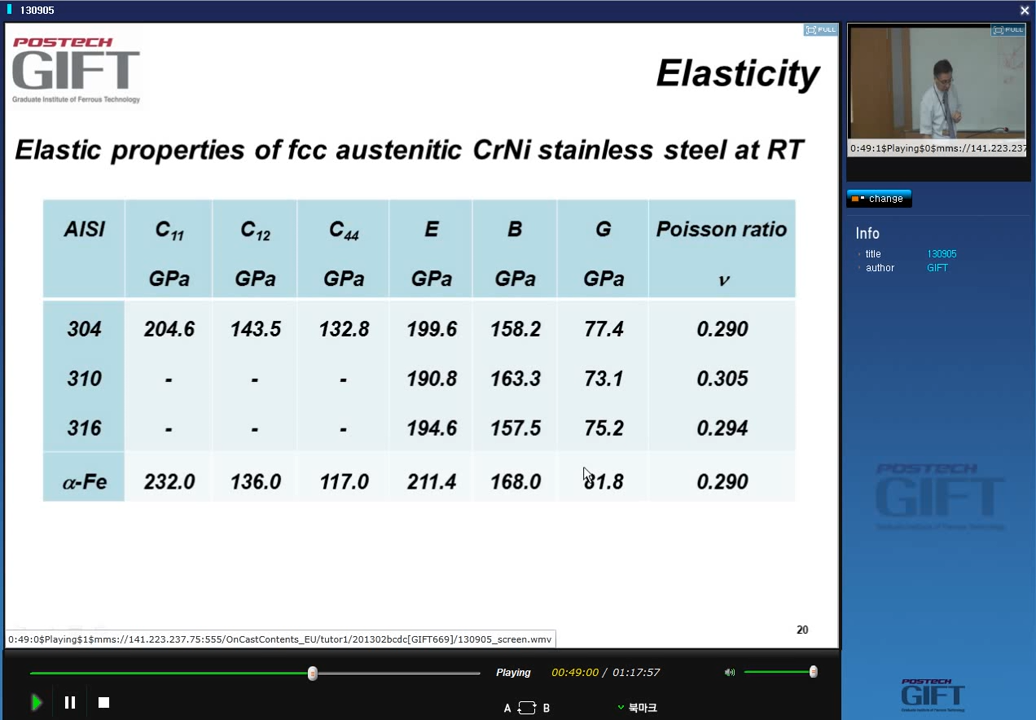 130905
POSTECH
GIFT
Graduate Institute of Ferrous Technology
FULL
Elasticity
Elastic properties of fcc austenitic CrNi stainless steel at RT
AISI C11 C12 C44 E B G Poisson ratio
GPa GPa GPa GPa GPa GPa ν
304 204.6 143.5 132.8 199.6 158.2 77.4 0.290
310 - - - 190.8 163.3 73.1 0.305
316 - - - 194.6 157.5 75.2 0.294
α-Fe 232.0 136.0 117.0 211.4 168.0 81.8 0.290
20
0:49:0$Playing$1$mms://141.223.237.75:555/OnCastContents_EU/tutor1/201302bcdc[GIFT669]/130905_screen.wmv
Playing 00:49:00 / 01:17:57
A B 북마크
FULL
0:49:1$Playing$0$mms://141.223.237
change
Info
title 130905
author GIFT
POSTECH
GIFT
POSTECH
GIFT